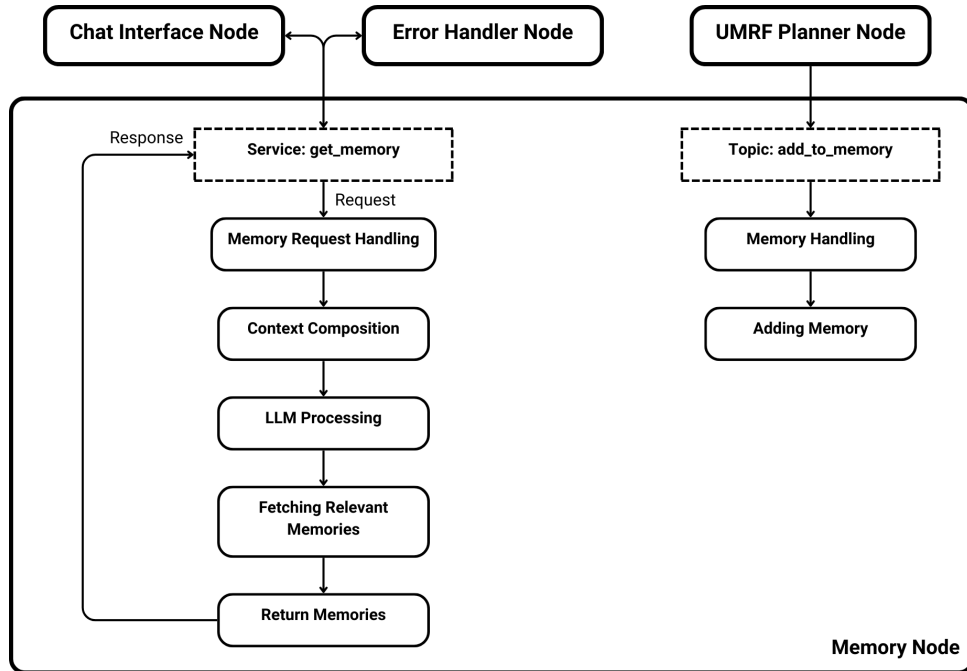 Chat Interface Node
Error Handler Node
UMRF Planner Node
Response
Service: get_memory
Topic: add_to_memory
Request
Memory Request Handling
Memory Handling
Context Composition
Adding Memory
LLM Processing
Fetching Relevant
Memories
Return Memories
Memory Node